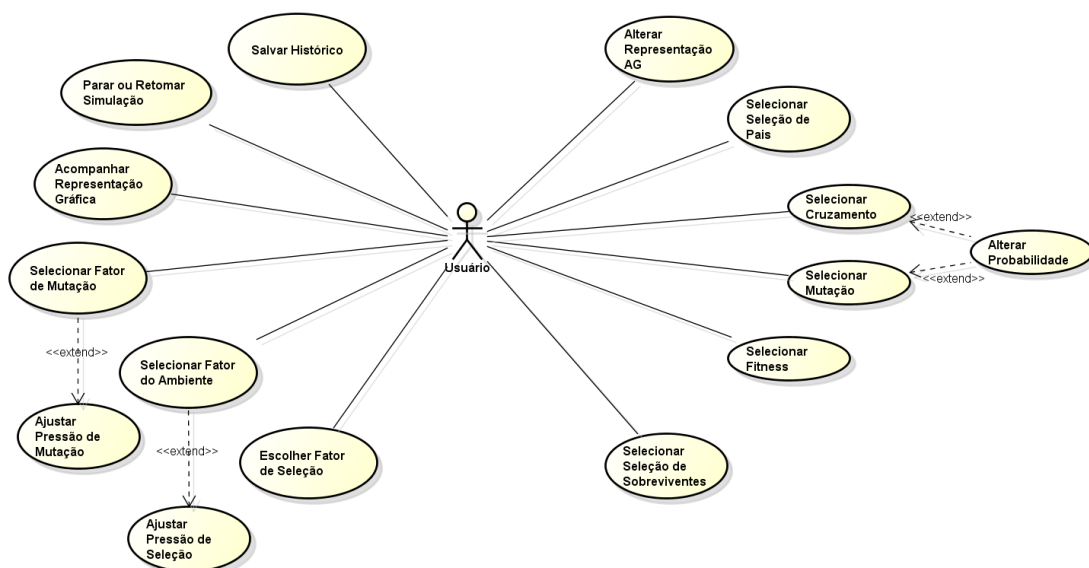 Salvar Histórico
Alterar
Representação
AG
Parar ou Retomar
Simulação
Selecionar
Seleção de
Pais
Acompanhar
Representação
Gráfica
Selecionar
Cruzamento
<<extend>>
Alterar
Probabilidade
Usuário
Selecionar Fator
de Mutação
Selecionar
Mutação
<<extend>>
<<extend>>
Selecionar Fator
do Ambiente
Selecionar
Fitness
Ajustar
Pressão de
Mutação
<<extend>>
Escolher Fator
de Seleção
Selecionar
Seleção de
Sobreviventes
Ajustar
Pressão de
Seleção